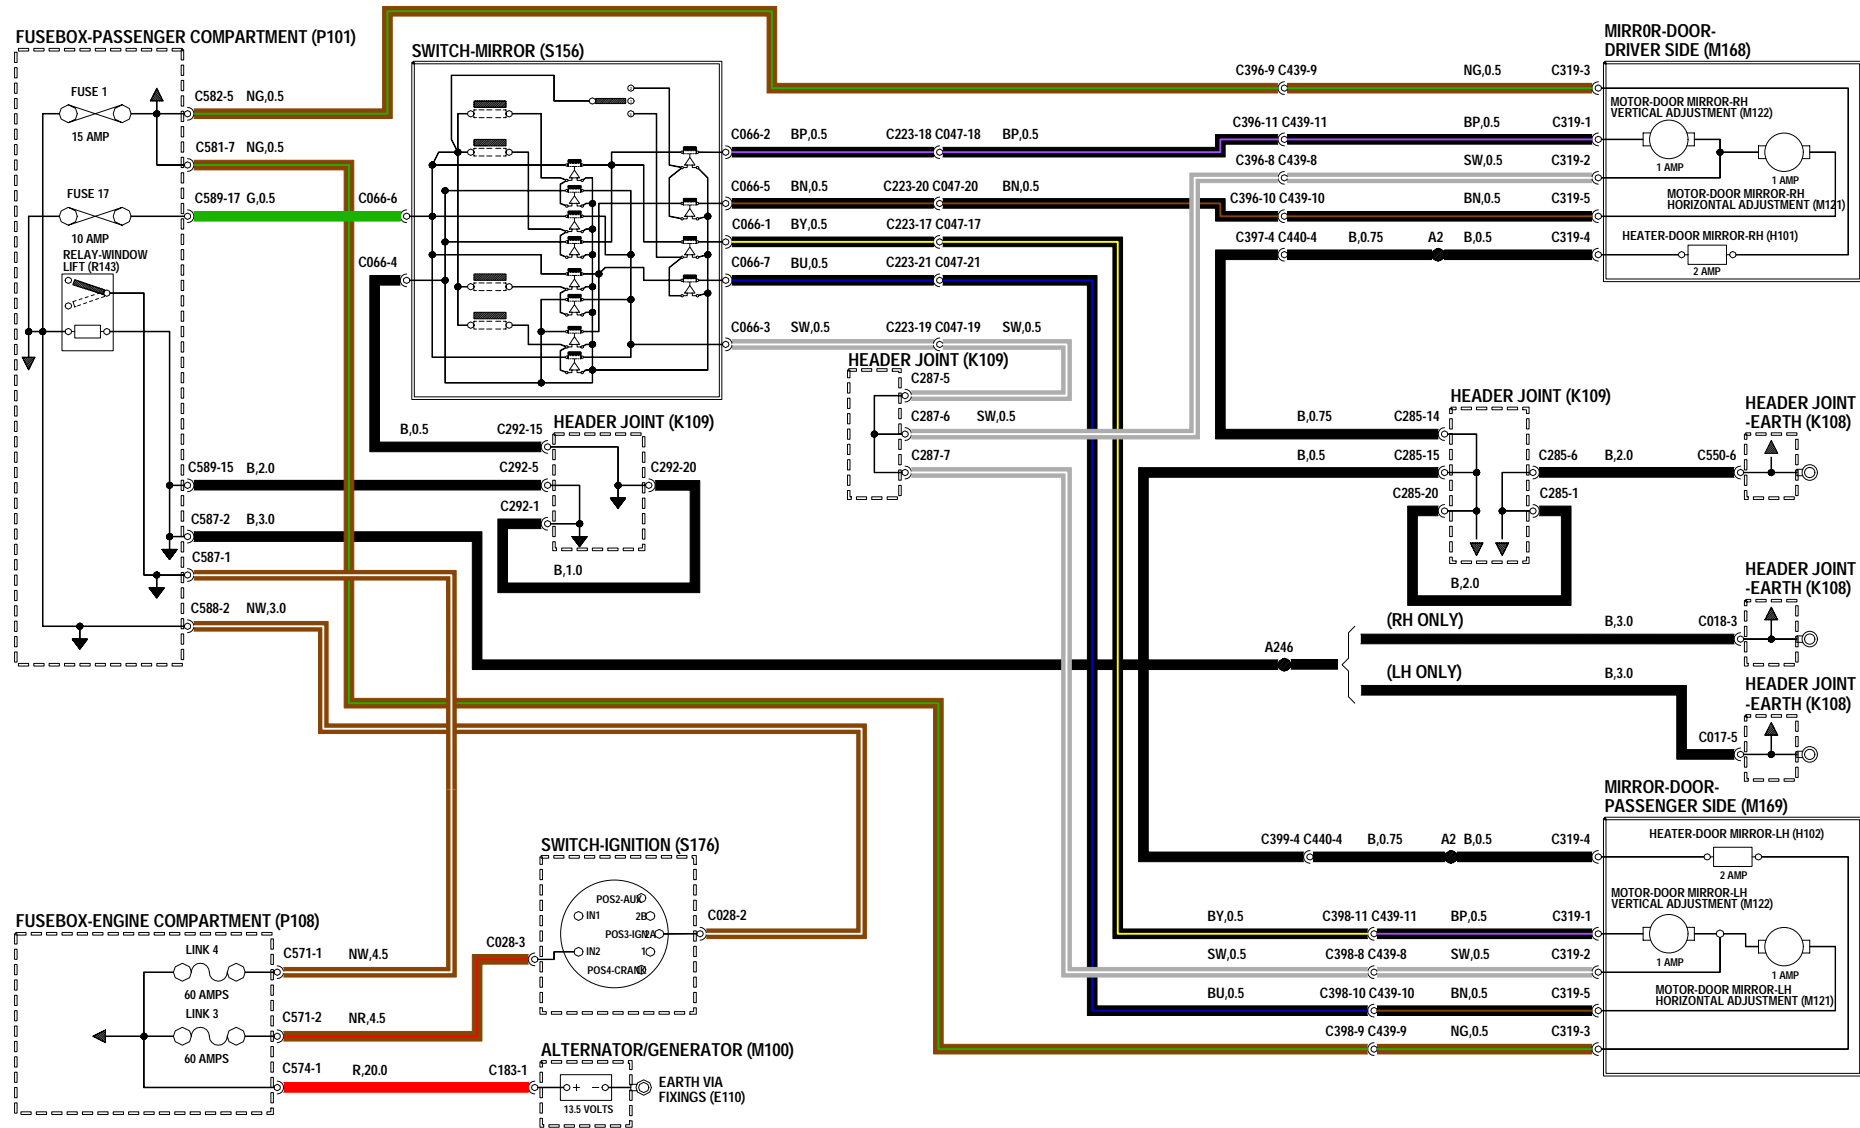 FUSEBOX-PASSENGER COMPARTMENT (P101)
FUSE 1
15 AMP
C582-5 NG,0.5
C581-7 NG,0.5
FUSE 17
10 AMP
C589-17 G,0.5
C066-6
RELAY-WINDOW
LIFT (R143)
C066-4
SWITCH-MIRROR (S156)
C066-2 BP,0.5 C223-18 C047-18 BP,0.5
C066-5 BN,0.5 C223-20 C047-20 BN,0.5
C066-1 BY,0.5 C223-17 C047-17
C066-7 BU,0.5 C223-21 C047-21
C066-3 SW,0.5 C223-19 C047-19 SW,0.5
C396-9 C439-9 NG,0.5 C319-3
C396-11 C439-11 BP,0.5 C319-1
C396-8 C439-8 SW,0.5 C319-2
C396-10 C439-10 BN,0.5 C319-5
C397-4 C440-4 B,0.75 A2 B,0.5 C319-4
MIRR0R-DOOR-
DRIVER SIDE (M168)
MOTOR-DOOR MIRROR-RH
VERTICAL ADJUSTMENT (M122)
1 AMP
1 AMP
MOTOR-DOOR MIRROR-RH
HORIZONTAL ADJUSTMENT (M121)
HEATER-DOOR MIRROR-RH (H101)
2 AMP
HEADER JOINT (K109)
C287-5
C287-6 SW,0.5
C287-7
B,0.5 C292-15
HEADER JOINT (K109)
C589-15 B,2.0 C292-5
C292-20
C292-1
B,1.0
C587-2 B,3.0
C587-1
C588-2 NW,3.0
HEADER JOINT (K109)
B,0.75 C285-14
B,0.5 C285-15
C285-20
C285-6 B,2.0 C550-6
C285-1
B,2.0
HEADER JOINT
-EARTH (K108)
HEADER JOINT
-EARTH (K108)
A246
(RH ONLY) B,3.0 C018-3
(LH ONLY) B,3.0
HEADER JOINT
-EARTH (K108)
C017-5
MIRROR-DOOR-
PASSENGER SIDE (M169)
HEATER-DOOR MIRROR-LH (H102)
2 AMP
MOTOR-DOOR MIRROR-LH
VERTICAL ADJUSTMENT (M122)
1 AMP
1 AMP
MOTOR-DOOR MIRROR-LH
HORIZONTAL ADJUSTMENT (M121)
C399-4 C440-4 B,0.75 A2 B,0.5 C319-4
BY,0.5 C398-11 C439-11 BP,0.5 C319-1
SW,0.5 C398-8 C439-8 SW,0.5 C319-2
BU,0.5 C398-10 C439-10 BN,0.5 C319-5
C398-9 C439-9 NG,0.5 C319-3
SWITCH-IGNITION (S176)
POS2-AUX
IN1 2B
POS3-IGN 2A
IN2 1
POS4-CRANK
C028-2
C028-3
FUSEBOX-ENGINE COMPARTMENT (P108)
LINK 4
60 AMPS
C571-1 NW,4.5
LINK 3
60 AMPS
C571-2 NR,4.5
C574-1 R,20.0 C183-1
ALTERNATOR/GENERATOR (M100)
+ -
13.5 VOLTS
EARTH VIA
FIXINGS (E110)